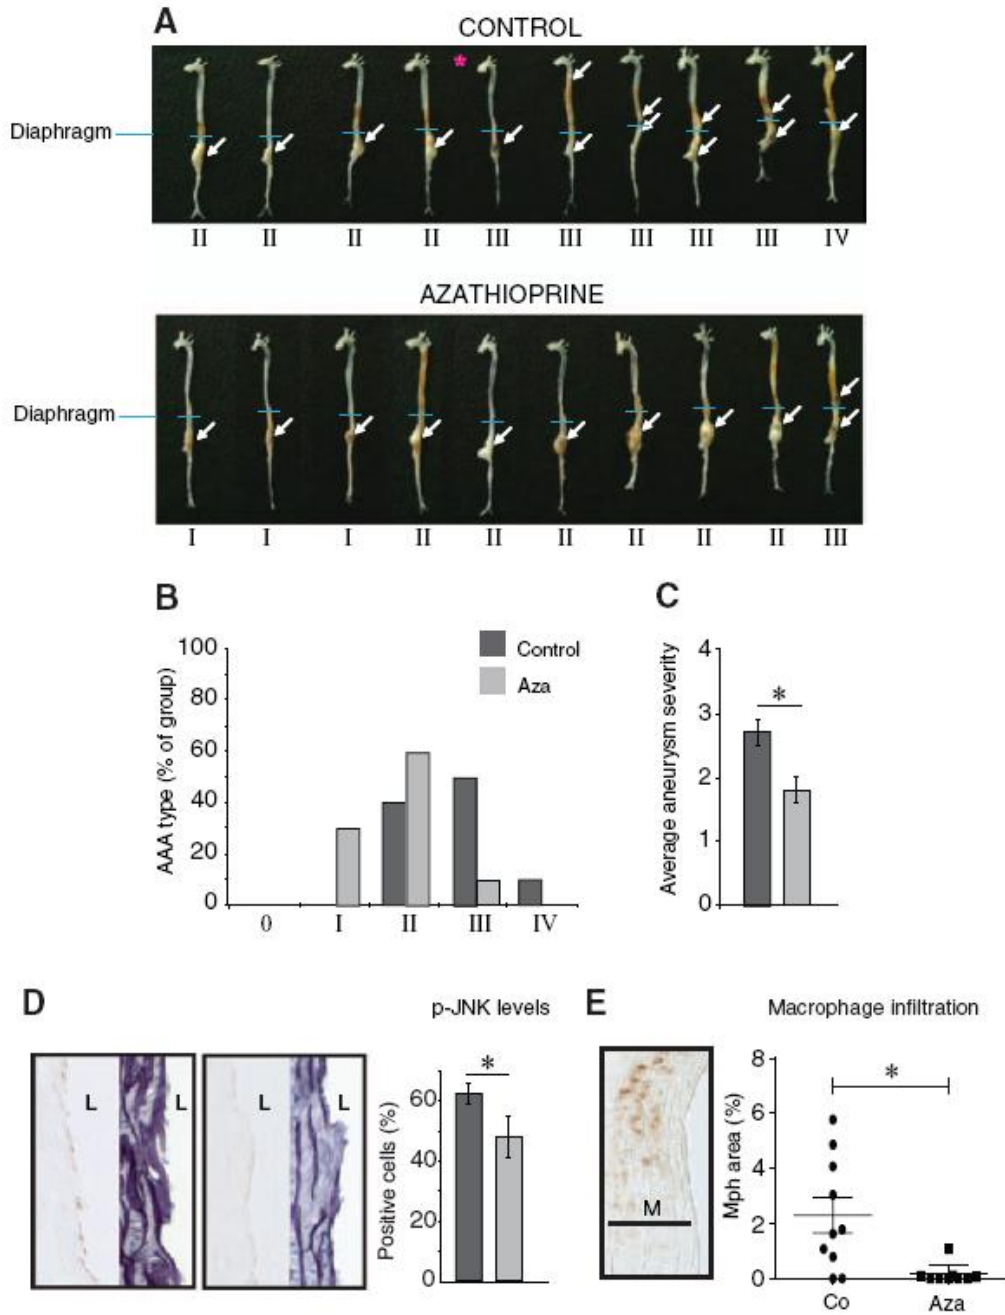 A
CONTROL
*
Diaphragm
II II II II III III III III III IV
AZATHIOPRINE
Diaphragm
I I I II II II II II II III
B
AAA type (% of group)
100
80
60
40
20
0
Control
Aza
0 I II III IV
C
Average aneurysm severity
4
3
2
1
0
*
D
p-JNK levels
L L L L
Positive cells (%)
60
40
20
0
*
E
Macrophage infiltration
M
Mph area (%)
8
6
4
2
0
*
Co Aza